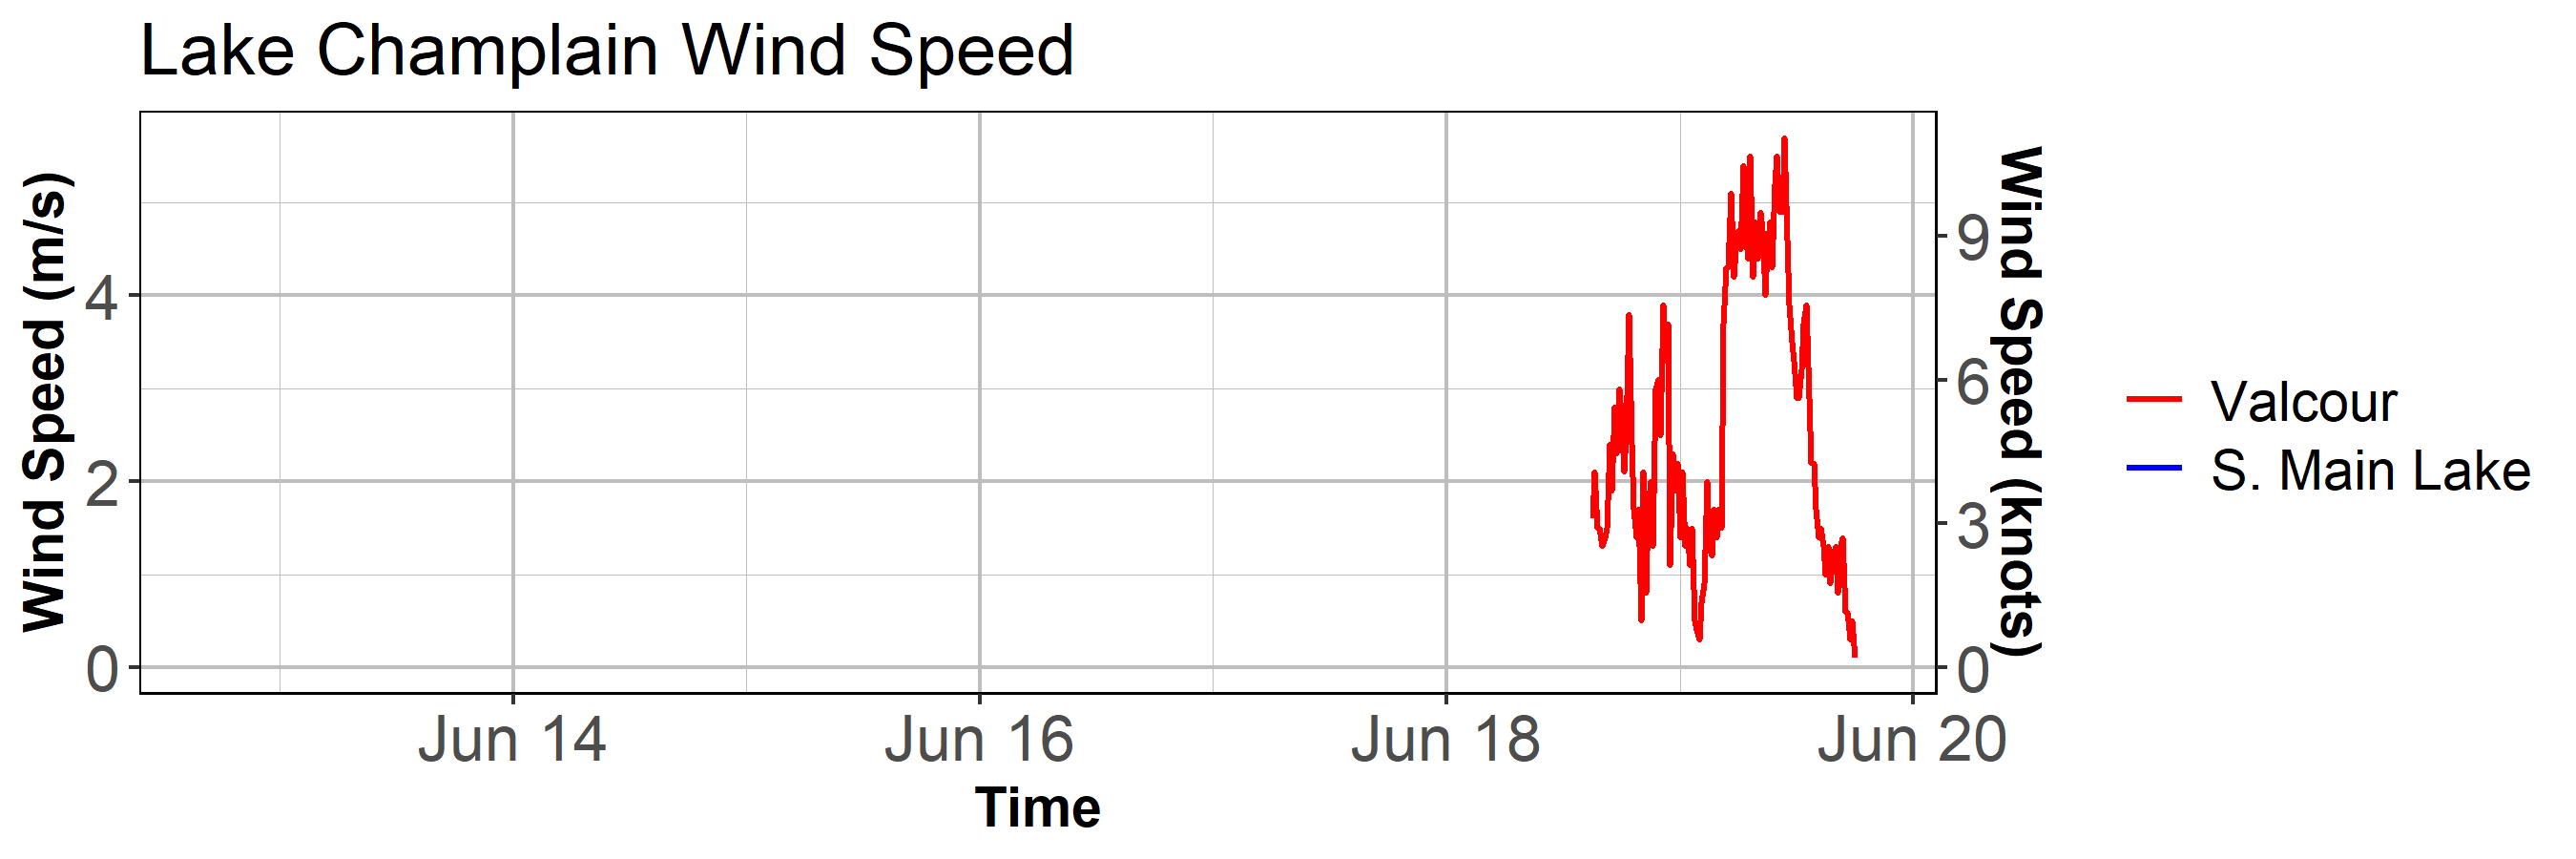 Lake Champlain Wind Speed
Wind Speed (m/s)
4
2
0
9
6
3
0
Wind Speed (knots)
Jun 14
Jun 16
Jun 18
Jun 20
Time
Valcour
S. Main Lake